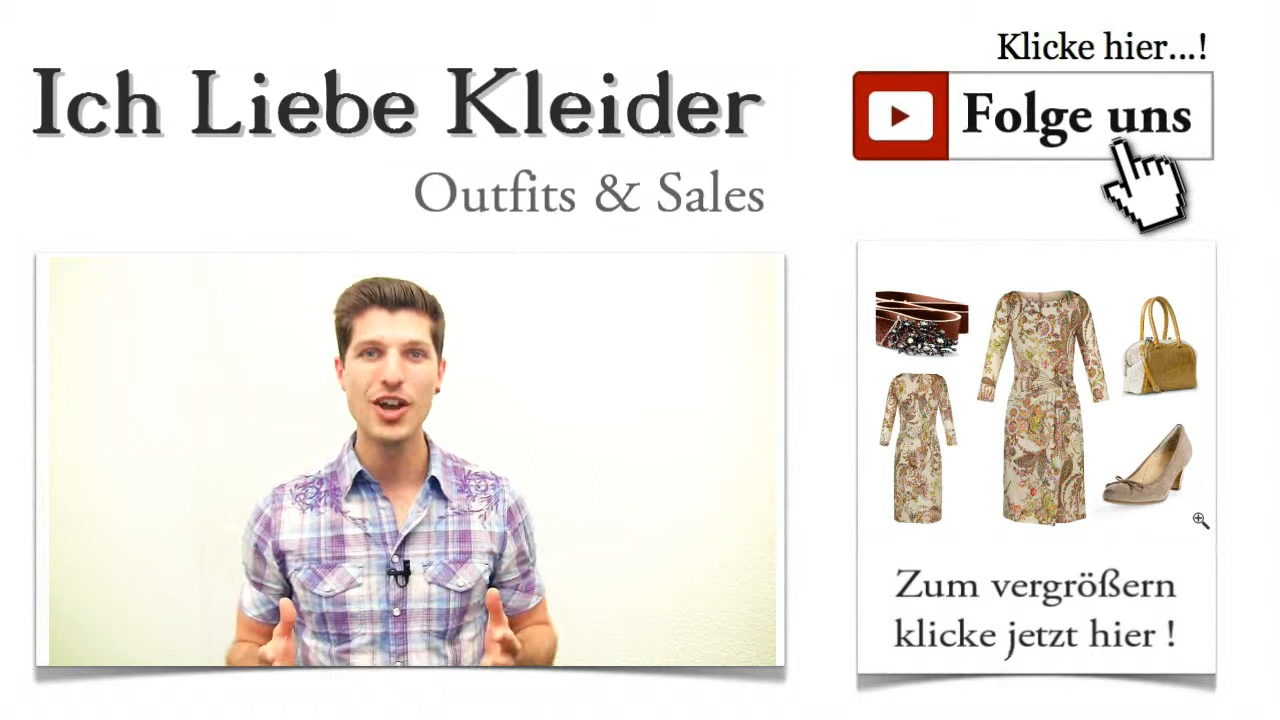 Ich Liebe Kleider
Outfits & Sales
Klicke hier...!
Folge uns
Zum vergrößern
klicke jetzt hier !